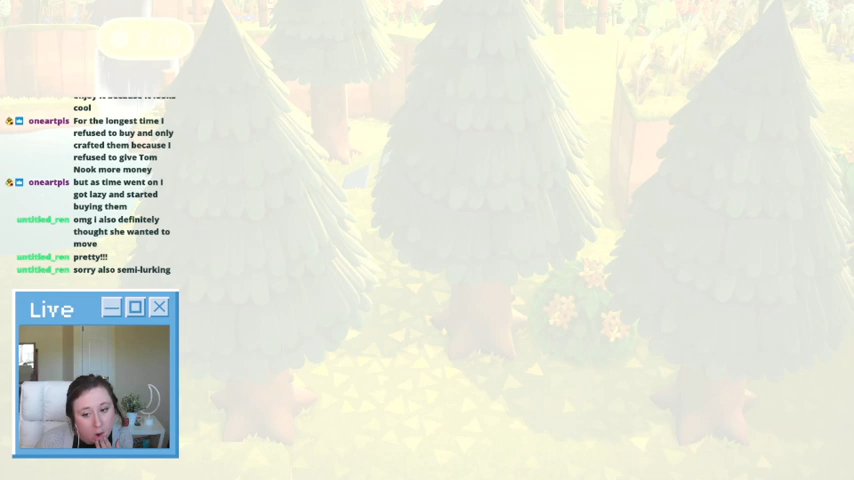 cool
oneartpls For the longest time I
refused to buy and only
crafted them because I
refused to give Tom
Nook more money
oneartpls but as time went on I
got lazy and started
buying them
untitled_ren omg i also definitely
thought she wanted to
move
untitled_ren pretty!!!
untitled_ren sorry also semi-lurking
Live